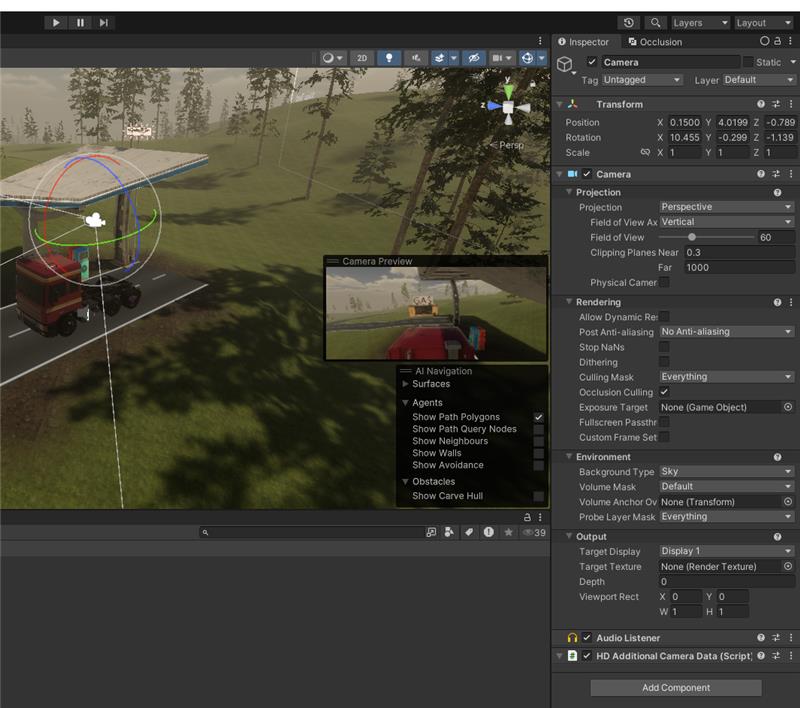 Layers
Layout
Inspector
Occlusion
Camera
Static
Tag Untagged
Layer Default
Transform
Position X 0.1500 Y 4.0199 Z -0.789
Rotation X 10.455 Y -0.299 Z -1.139
Scale X 1 Y 1 Z 1
Camera
Projection
Projection Perspective
Field of View Ax Vertical
Field of View 60
Clipping Planes Near 0.3
Far 1000
Physical Camer
Rendering
Allow Dynamic Res
Post Anti-aliasing No Anti-aliasing
Stop NaNs
Dithering
Culling Mask Everything
Occlusion Culling
Exposure Target None (Game Object)
Fullscreen Passthr
Custom Frame Set
Environment
Background Type Sky
Volume Mask Default
Volume Anchor Ov None (Transform)
Probe Layer Mask Everything
Output
Target Display Display 1
Target Texture None (Render Texture)
Depth 0
Viewport Rect X 0 Y 0
W 1 H 1
Audio Listener
HD Additional Camera Data (Script)
Add Component
2D
y
z
Persp
Camera Preview
GAS
AI Navigation
Surfaces
Agents
Show Path Polygons
Show Path Query Nodes
Show Neighbours
Show Walls
Show Avoidance
Obstacles
Show Carve Hull
39